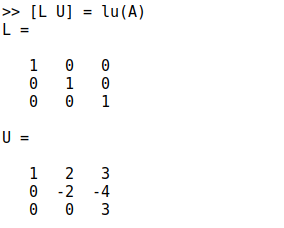 >> [L U] = lu(A)
L =
1 0 0
0 1 0
0 0 1
U =
1 2 3
0 -2 -4
0 0 3